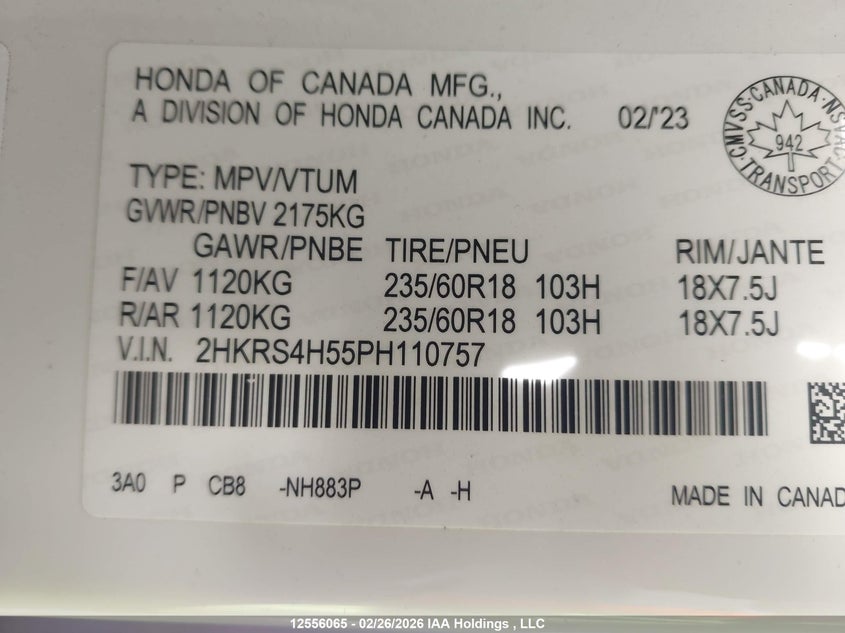 HONDA OF CANADA MFG.,
A DIVISION OF HONDA CANADA INC. 02/'23
CMVSS·CANADA·NSVAC
942
TRANSPORT
TYPE: MPV/VTUM
GVWR/PNBV 2175KG
GAWR/PNBE TIRE/PNEU RIM/JANTE
F/AV 1120KG 235/60R18 103H 18X7.5J
R/AR 1120KG 235/60R18 103H 18X7.5J
V.I.N. 2HKRS4H55PH110757
3A0 P CB8 -NH883P -A -H MADE IN CANAD
12556065 - 02/26/2026 IAA Holdings , LLC